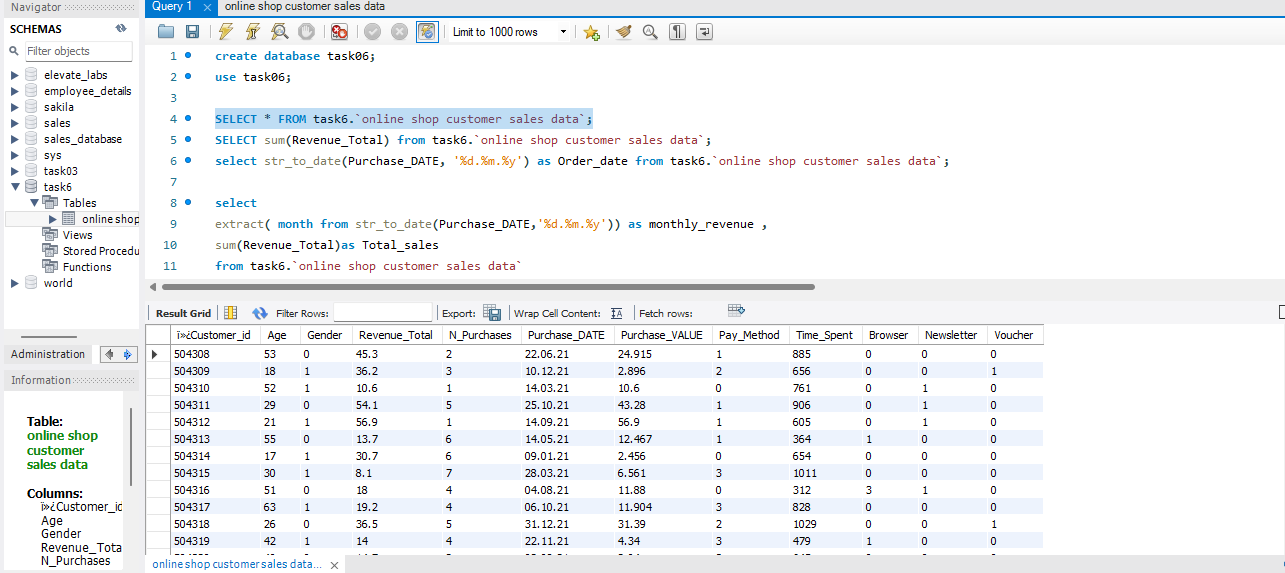 Navigator
SCHEMAS
Filter objects
elevate_labs
employee_details
sakila
sales
sales_database
sys
task03
task6
Tables
online shop
Views
Stored Procedu
Functions
world
Administration
Information
Table:
online shop
customer
sales data
Columns:
ï»¿Customer_id
Age
Gender
Revenue_Tota
N_Purchases
Query 1 online shop customer sales data
Limit to 1000 rows
1 create database task06;
2 use task06;
3
4 SELECT * FROM task6.`online shop customer sales data`;
5 SELECT sum(Revenue_Total) from task6.`online shop customer sales data`;
6 select str_to_date(Purchase_DATE, '%d.%m.%y') as Order_date from task6.`online shop customer sales data`;
7
8 select
9 extract( month from str_to_date(Purchase_DATE,'%d.%m.%y')) as monthly_revenue ,
10 sum(Revenue_Total)as Total_sales
11 from task6.`online shop customer sales data`
Result Grid Filter Rows: Export: Wrap Cell Content: Fetch rows:
ï»¿Customer_id Age Gender Revenue_Total N_Purchases Purchase_DATE Purchase_VALUE Pay_Method Time_Spent Browser Newsletter Voucher
504308 53 0 45.3 2 22.06.21 24.915 1 885 0 0 0
504309 18 1 36.2 3 10.12.21 2.896 2 656 0 0 1
504310 52 1 10.6 1 14.03.21 10.6 0 761 0 1 0
504311 29 0 54.1 5 25.10.21 43.28 1 906 0 1 0
504312 21 1 56.9 1 14.09.21 56.9 1 605 0 1 0
504313 55 0 13.7 6 14.05.21 12.467 1 364 1 0 0
504314 17 1 30.7 6 09.01.21 2.456 0 654 0 0 0
504315 30 1 8.1 7 28.03.21 6.561 3 1011 0 0 0
504316 51 0 18 4 04.08.21 11.88 0 312 3 1 0
504317 63 1 19.2 4 06.10.21 11.904 3 828 0 0 0
504318 26 0 36.5 5 31.12.21 31.39 2 1029 0 0 1
504319 42 1 14 4 22.11.21 4.34 3 479 1 0 0
online shop customer sales data...